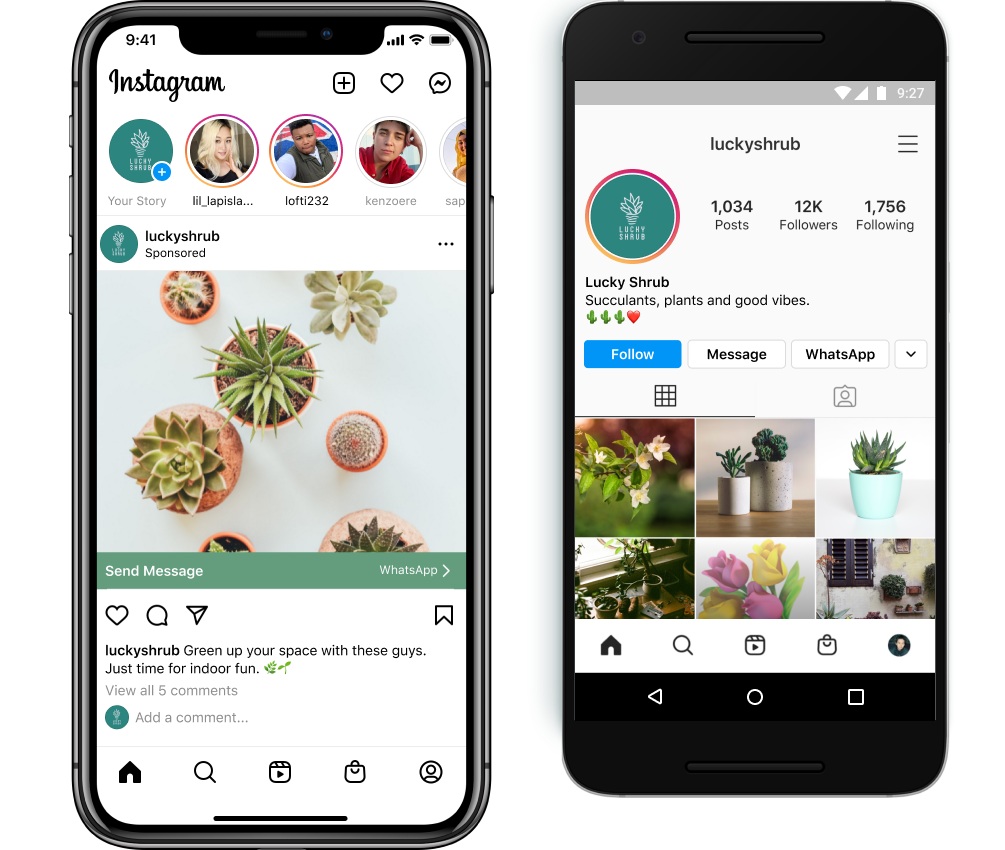 9:41
Instagram
LUCKY
SHRUB
Your Story
lil_lapisla...
lofti232
kenzoere
sap
LUCKY
SHRUB
luckyshrub
Sponsored
Send Message
WhatsApp
luckyshrub Green up your space with these guys.
Just time for indoor fun. 🌿🌱
View all 5 comments
Add a comment...
9:27
luckyshrub
LUCKY
SHRUB
1,034
Posts
12K
Followers
1,756
Following
Lucky Shrub
Succulents, plants and good vibes.
🌵🌵🌵❤️
Follow
Message
WhatsApp